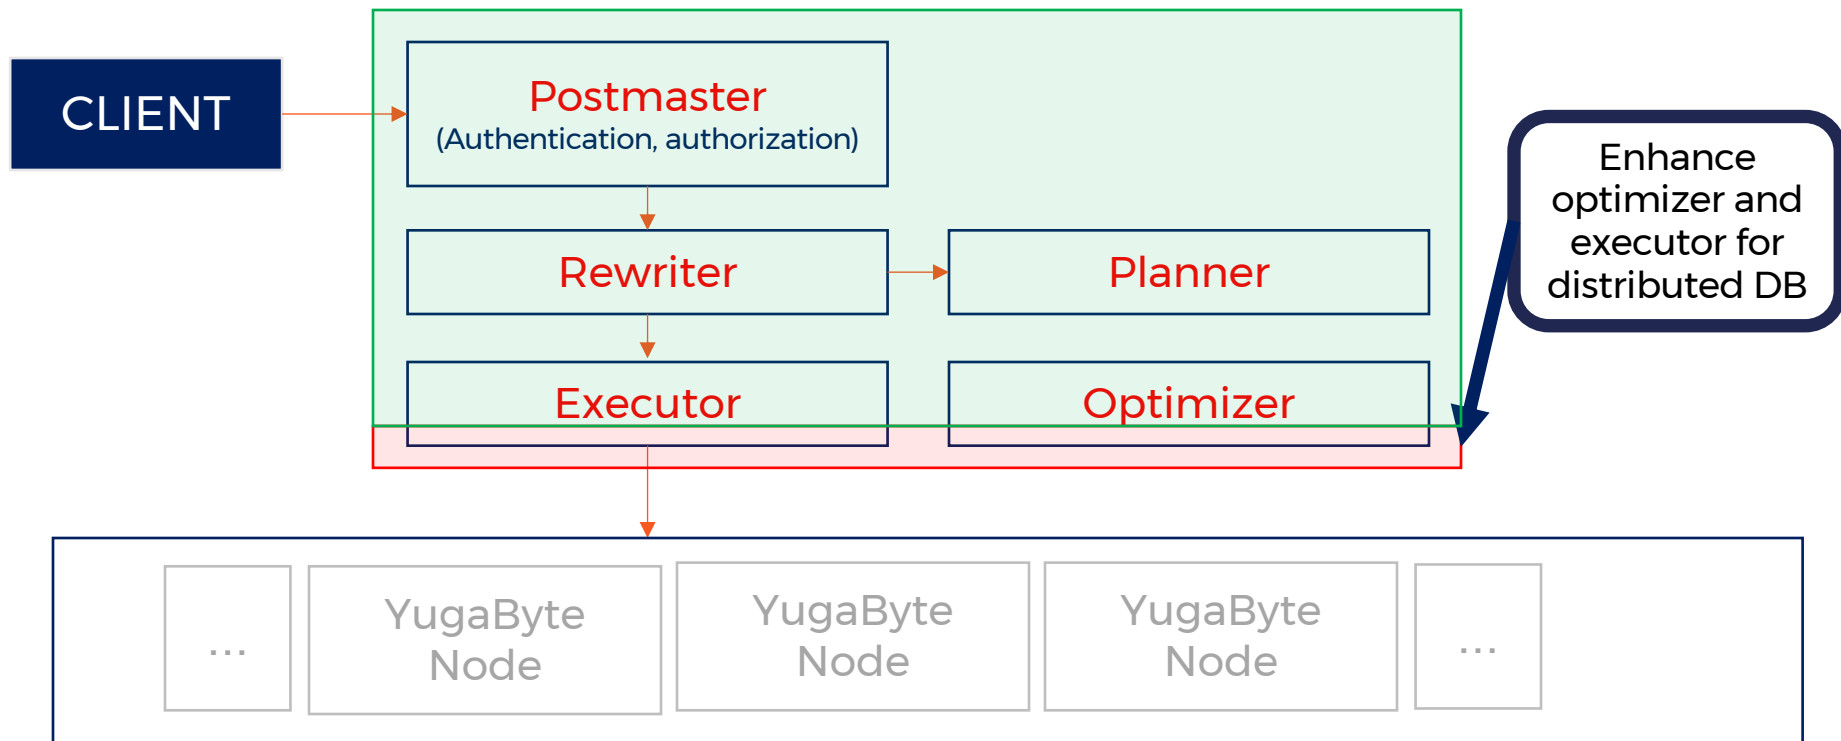 CLIENT
Postmaster
(Authentication, authorization)
Rewriter
Planner
Executor
Optimizer
Enhance
optimizer and
executor for
distributed DB
...
YugaByte
Node
YugaByte
Node
YugaByte
Node
...